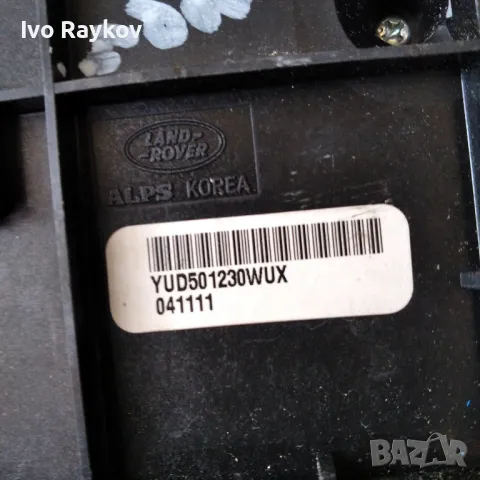 Ivo Raykov
LAND-
ROVER
ALPS KOREA
YUD501230WUX
041111
BAZAR